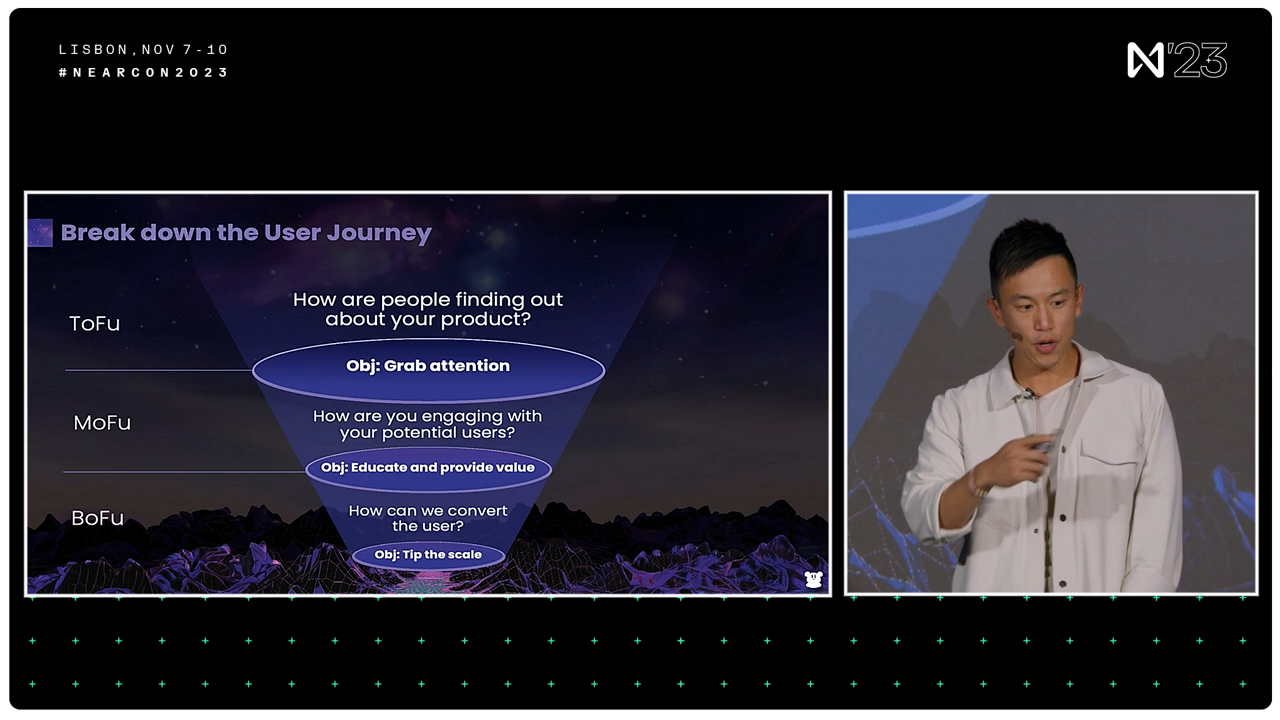 LISBON, NOV 7-10
#NEARCON2023
N'23
Break down the User Journey
ToFu
How are people finding out
about your product?
Obj: Grab attention
MoFu
How are you engaging with
your potential users?
Obj: Educate and provide value
BoFu
How can we convert
the user?
Obj: Tip the scale